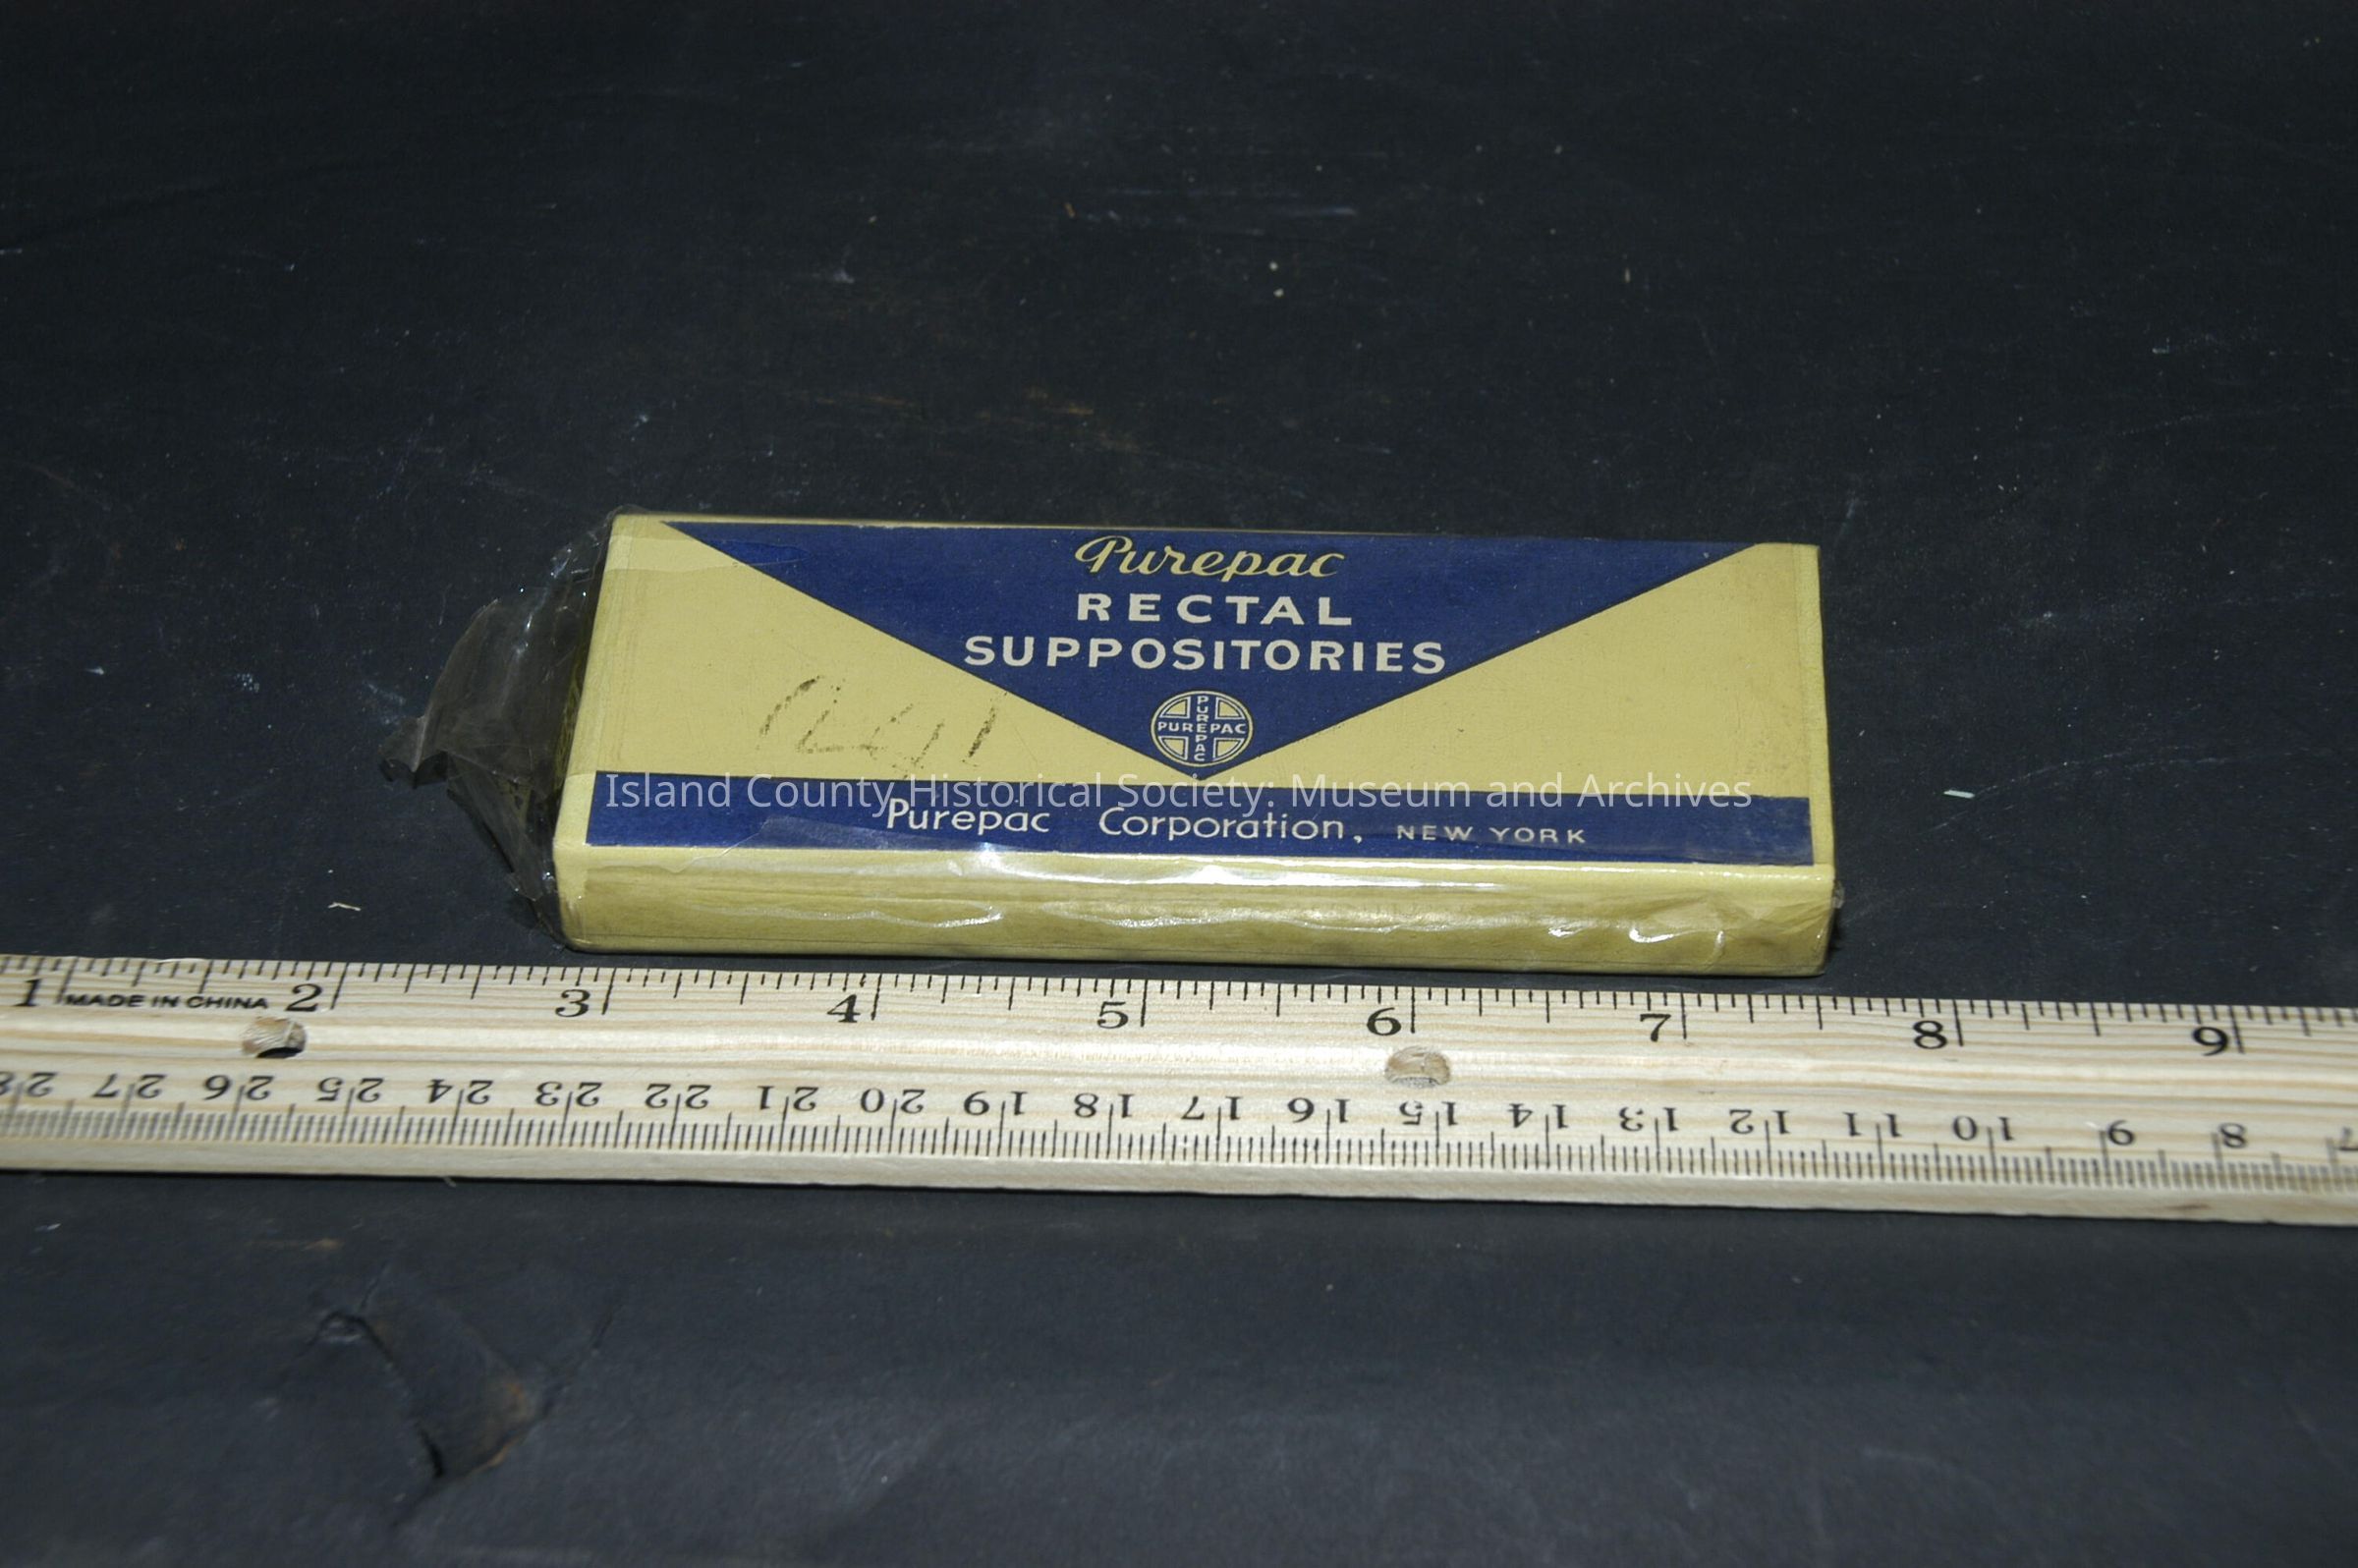 Purepac
RECTAL
SUPPOSITORIES
PUREPAC
PUREPAC
Island County Historical Society: Museum and Archives
Purepac Corporation, NEW YORK
1 MADE IN CHINA 2 3 4 5 6 7 8 9
28 27 26 25 24 23 22 21 20 19 18 17 16 15 14 13 12 11 10 9 8 7